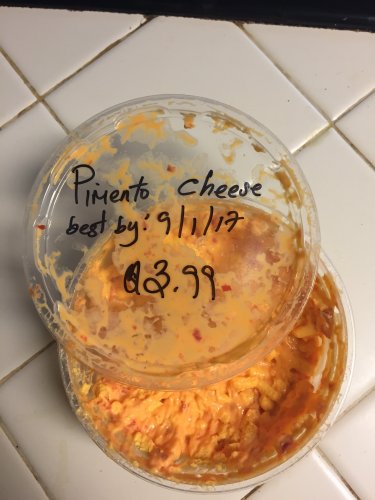 Pimento cheese
best by: 9/1/17
$3.99